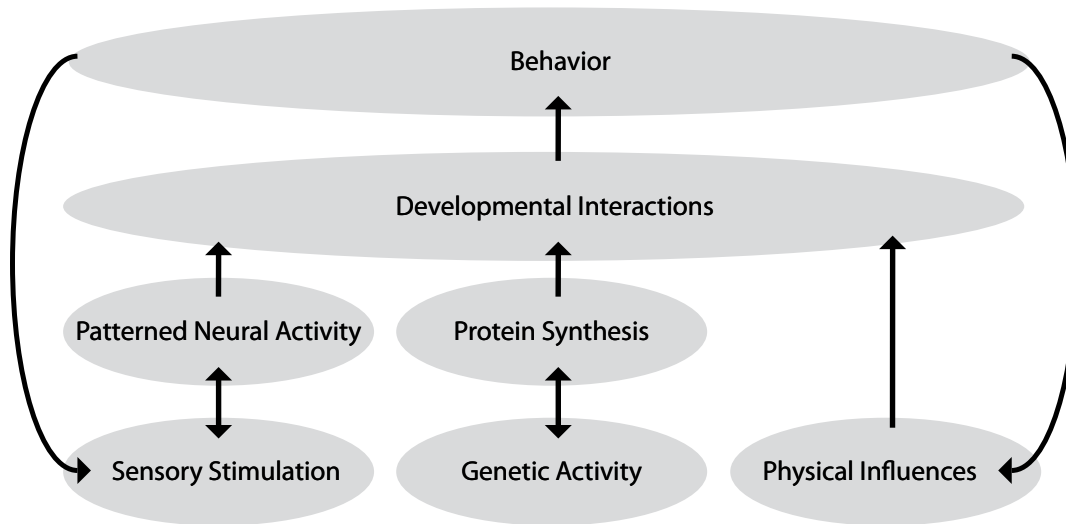 Behavior
Developmental Interactions
Patterned Neural Activity
Protein Synthesis
Sensory Stimulation
Genetic Activity
Physical Influences